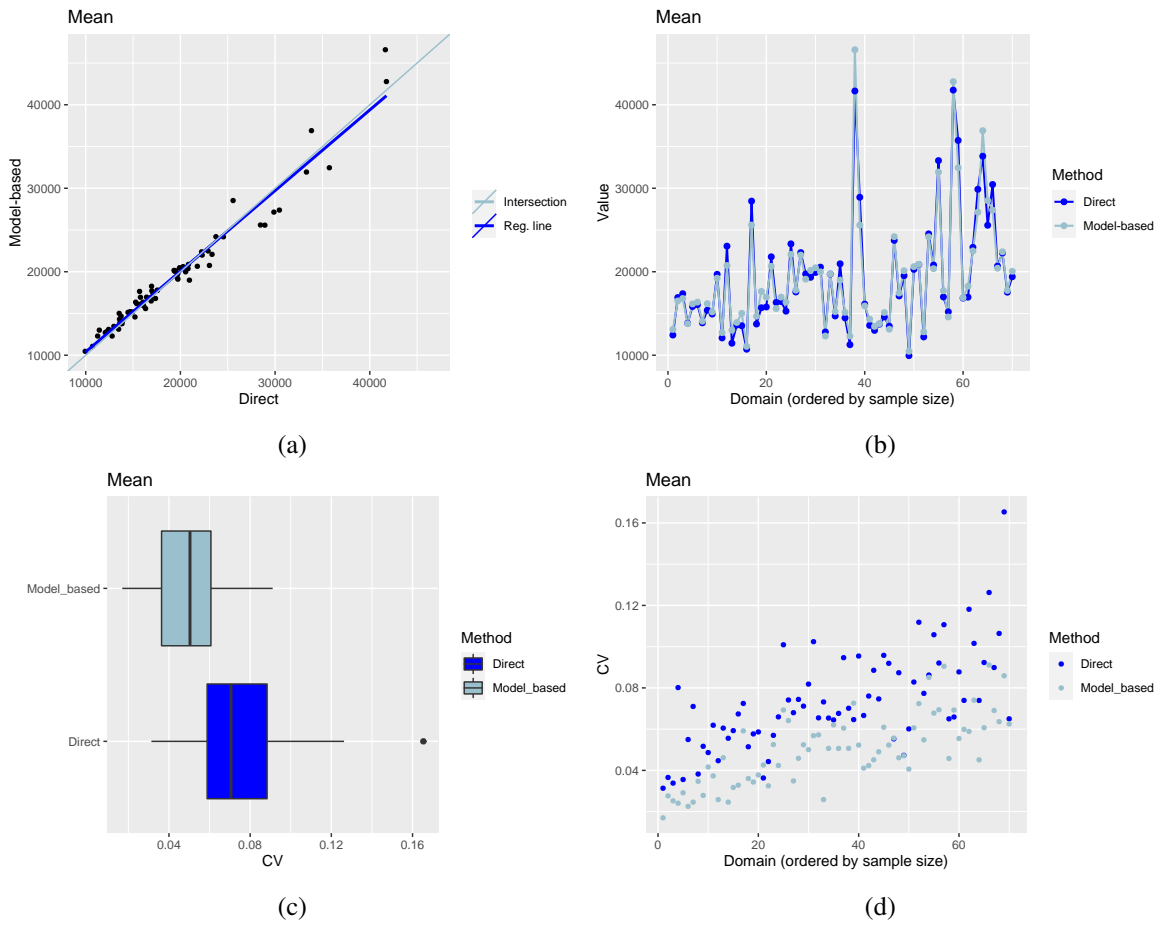 Mean
Model-based
40000
30000
20000
10000
10000 20000 30000 40000
Direct
Intersection
Reg. line
(a)
Mean
Value
40000
30000
20000
10000
0 20 40 60
Domain (ordered by sample size)
Method
Direct
Model-based
(b)
Mean
Model_based
Direct
0.04 0.08 0.12 0.16
CV
Method
Direct
Model_based
(c)
Mean
CV
0.16
0.12
0.08
0.04
0 20 40 60
Domain (ordered by sample size)
Method
Direct
Model_based
(d)